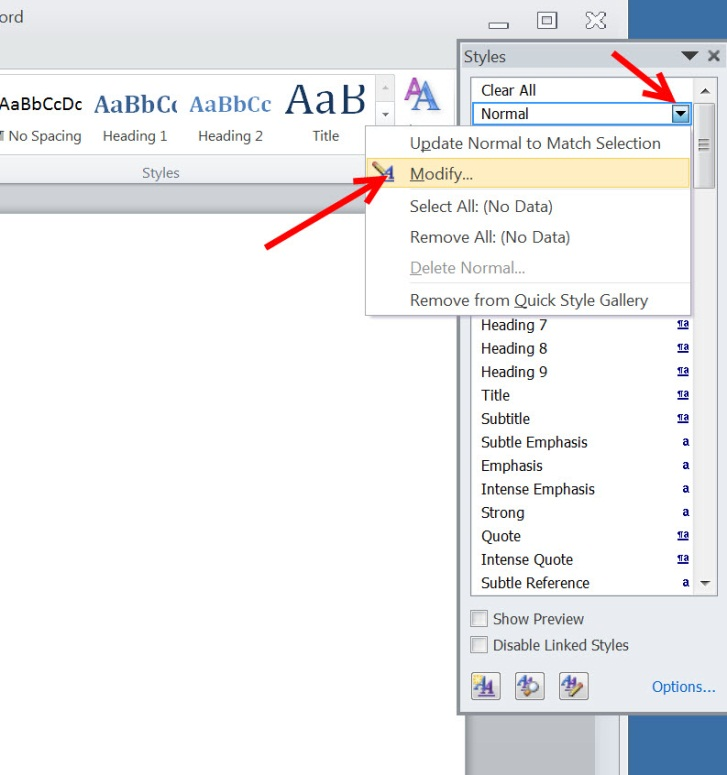 ord
Styles
AaBbCcDc AaBbCc AaBbCc AaB
¶ No Spacing Heading 1 Heading 2 Title
Styles
Clear All
Normal
Update Normal to Match Selection
Modify...
Select All: (No Data)
Remove All: (No Data)
Delete Normal...
Remove from Quick Style Gallery
Heading 7 ¶a
Heading 8 ¶a
Heading 9 ¶a
Title ¶a
Subtitle ¶a
Subtle Emphasis a
Emphasis a
Intense Emphasis a
Strong a
Quote ¶a
Intense Quote ¶a
Subtle Reference a
Show Preview
Disable Linked Styles
Options...